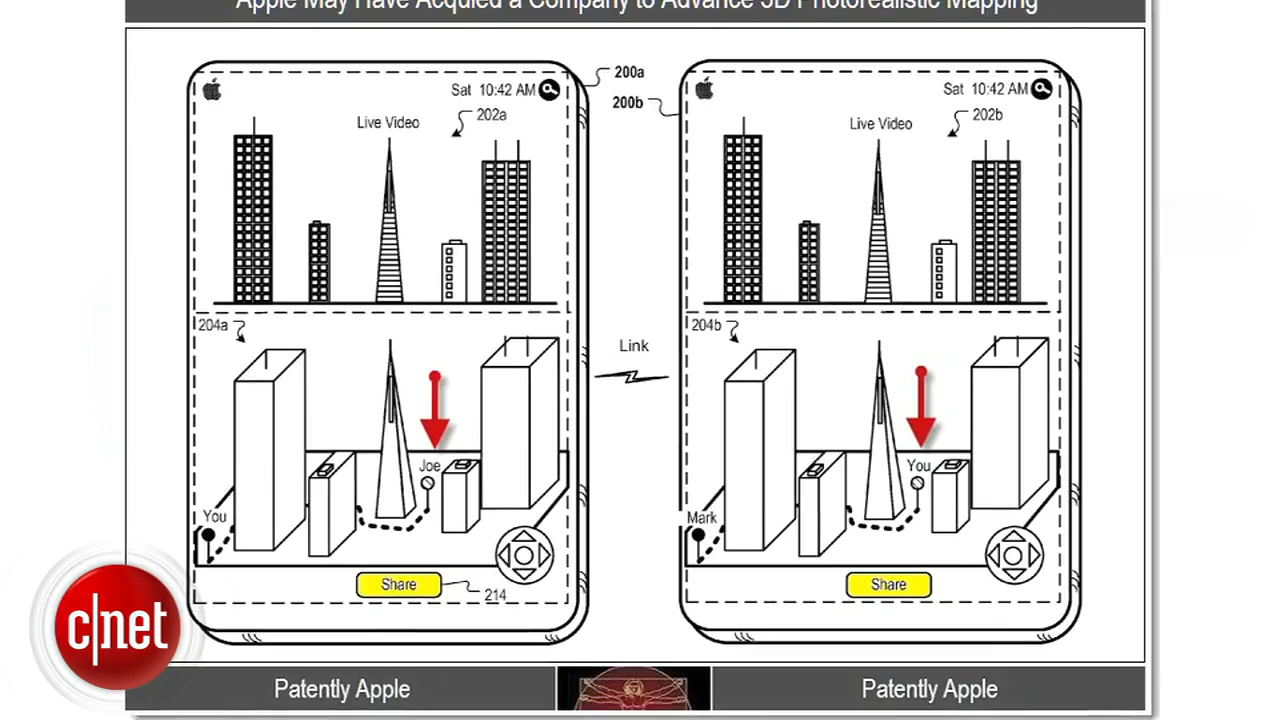 Apple May Have Acquied a Company to Advance 3D Photorealistic Mapping
200a
200b
Sat 10:42 AM
Live Video
202a
204a
You
Joe
Share
214
Link
Sat 10:42 AM
Live Video
202b
204b
Mark
You
Share
c|net
Patently Apple
Patently Apple